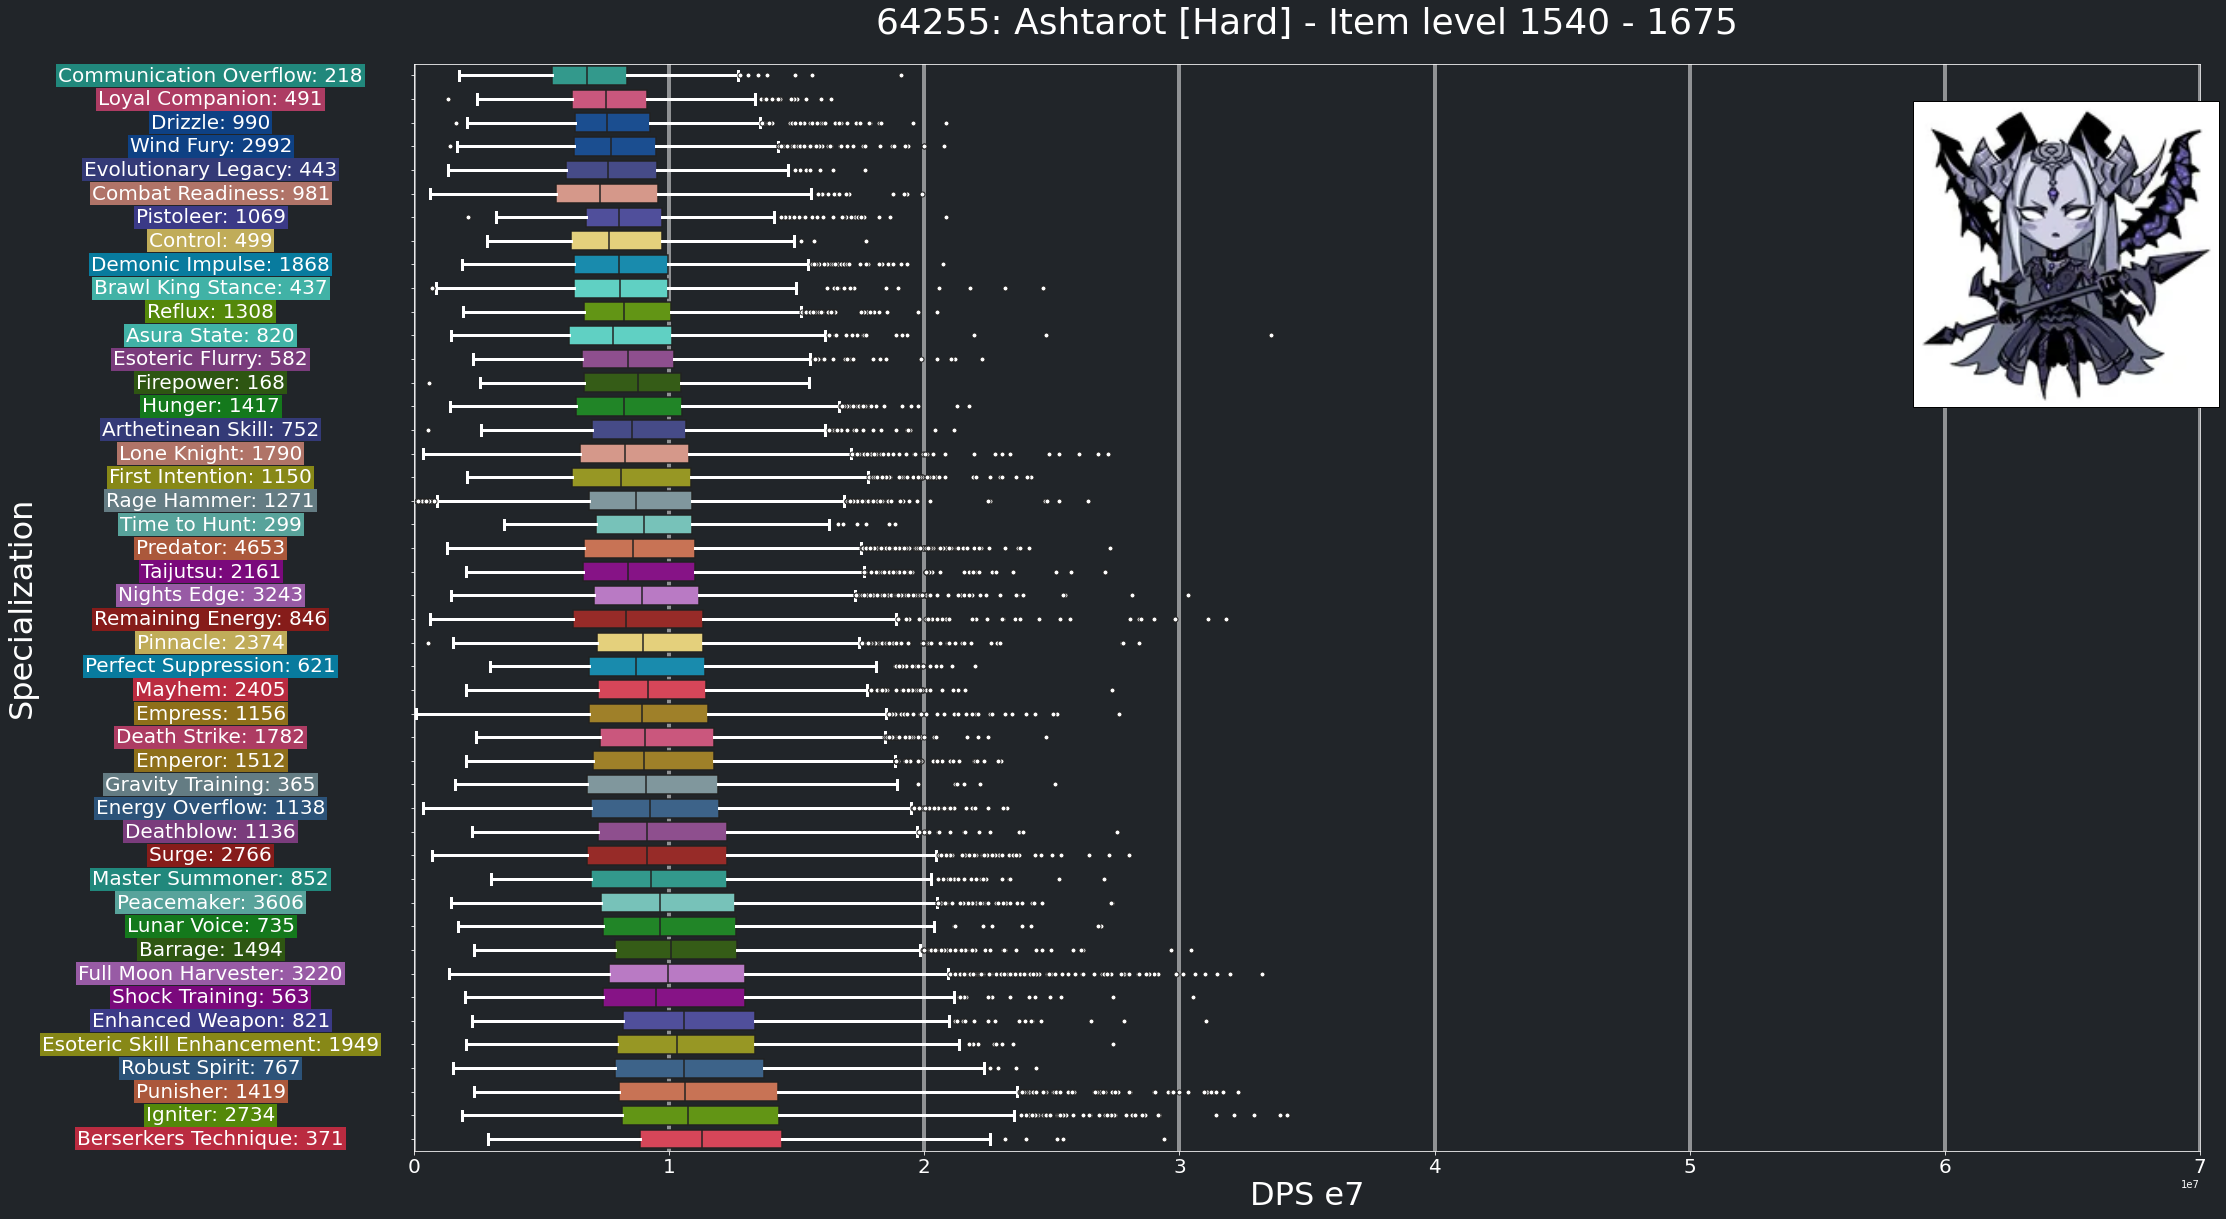 64255: Ashtarot [Hard] - Item level 1540 - 1675
Specialization
Communication Overflow: 218
Loyal Companion: 491
Drizzle: 990
Wind Fury: 2992
Evolutionary Legacy: 443
Combat Readiness: 981
Pistoleer: 1069
Control: 499
Demonic Impulse: 1868
Brawl King Stance: 437
Reflux: 1308
Asura State: 820
Esoteric Flurry: 582
Firepower: 168
Hunger: 1417
Arthetinean Skill: 752
Lone Knight: 1790
First Intention: 1150
Rage Hammer: 1271
Time to Hunt: 299
Predator: 4653
Taijutsu: 2161
Nights Edge: 3243
Remaining Energy: 846
Pinnacle: 2374
Perfect Suppression: 621
Mayhem: 2405
Empress: 1156
Death Strike: 1782
Emperor: 1512
Gravity Training: 365
Energy Overflow: 1138
Deathblow: 1136
Surge: 2766
Master Summoner: 852
Peacemaker: 3606
Lunar Voice: 735
Barrage: 1494
Full Moon Harvester: 3220
Shock Training: 563
Enhanced Weapon: 821
Esoteric Skill Enhancement: 1949
Robust Spirit: 767
Punisher: 1419
Igniter: 2734
Berserkers Technique: 371
0 1 2 3 4 5 6 7
1e7
DPS e7